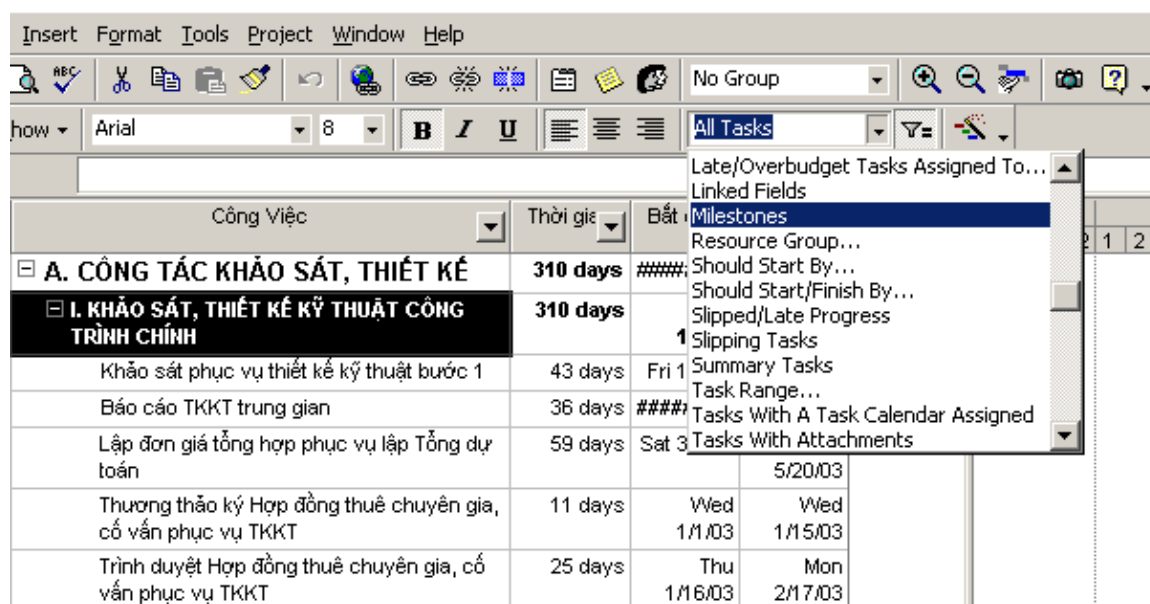 Insert Format Tools Project Window Help
ABC No Group
how Arial 8 B I U All Tasks
Late/Overbudget Tasks Assigned To...
Linked Fields
Milestones
Resource Group...
Should Start By...
Should Start/Finish By...
Slipped/Late Progress
Slipping Tasks
Summary Tasks
Task Range...
Tasks With A Task Calendar Assigned
Tasks With Attachments
Công Việc Thời gia Bắt
1 2
A. CÔNG TÁC KHẢO SÁT, THIẾT KẾ 310 days #####
I. KHẢO SÁT, THIẾT KẾ KỸ THUẬT CÔNG 310 days
TRÌNH CHÍNH 1
Khảo sát phục vụ thiết kế kỹ thuật bước 1 43 days Fri 1
Báo cáo TKKT trung gian 36 days ####
Lập đơn giá tổng hợp phục vụ lập Tổng dự 59 days Sat 3
toán 5/20/03
Thương thảo ký Hợp đồng thuê chuyên gia, 11 days Wed Wed
cố vấn phục vụ TKKT 1/1/03 1/15/03
Trình duyệt Hợp đồng thuê chuyên gia, cố 25 days Thu Mon
vấn phục vụ TKKT 1/16/03 2/17/03